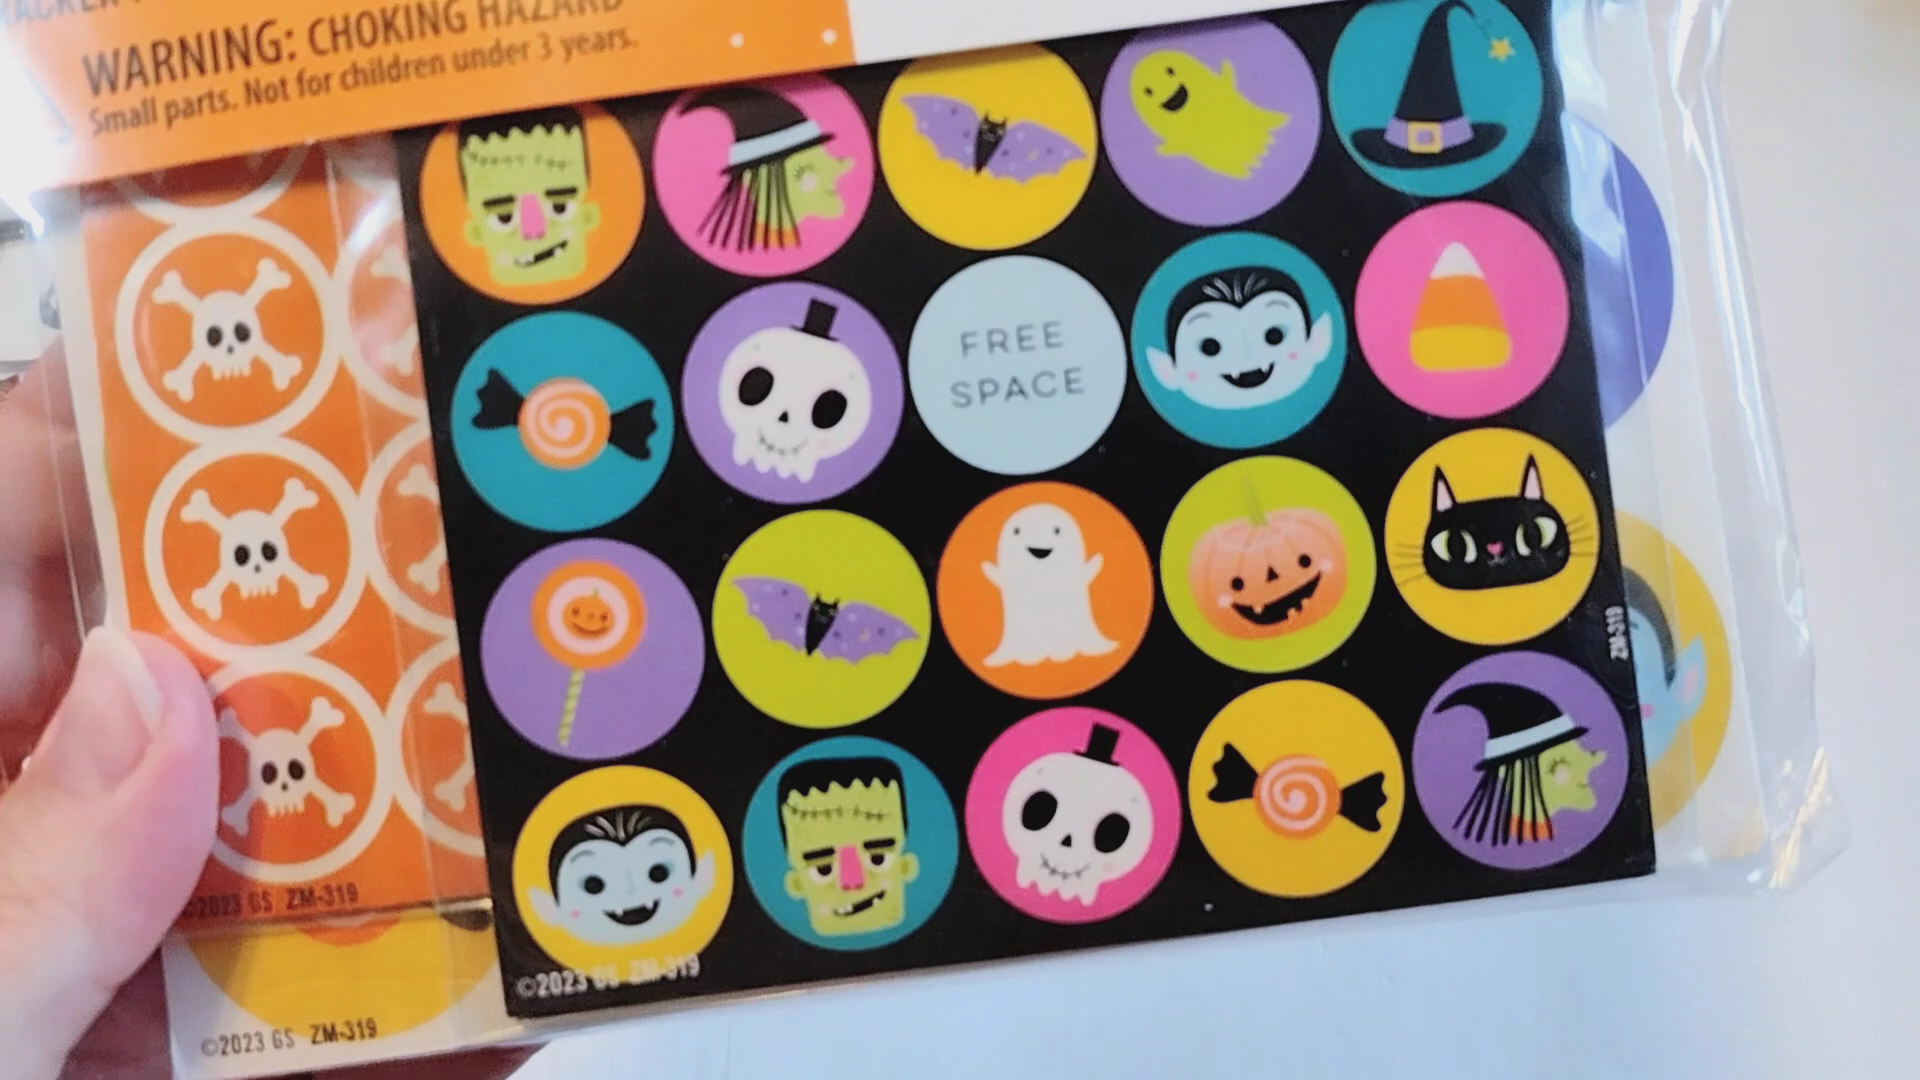 WARNING: CHOKING HAZARD
Small parts. Not for children under 3 years.
FREE
SPACE
ZM-319
©2023 GS ZM-319
©2023 GS ZM-319
©2023 GS ZM-319